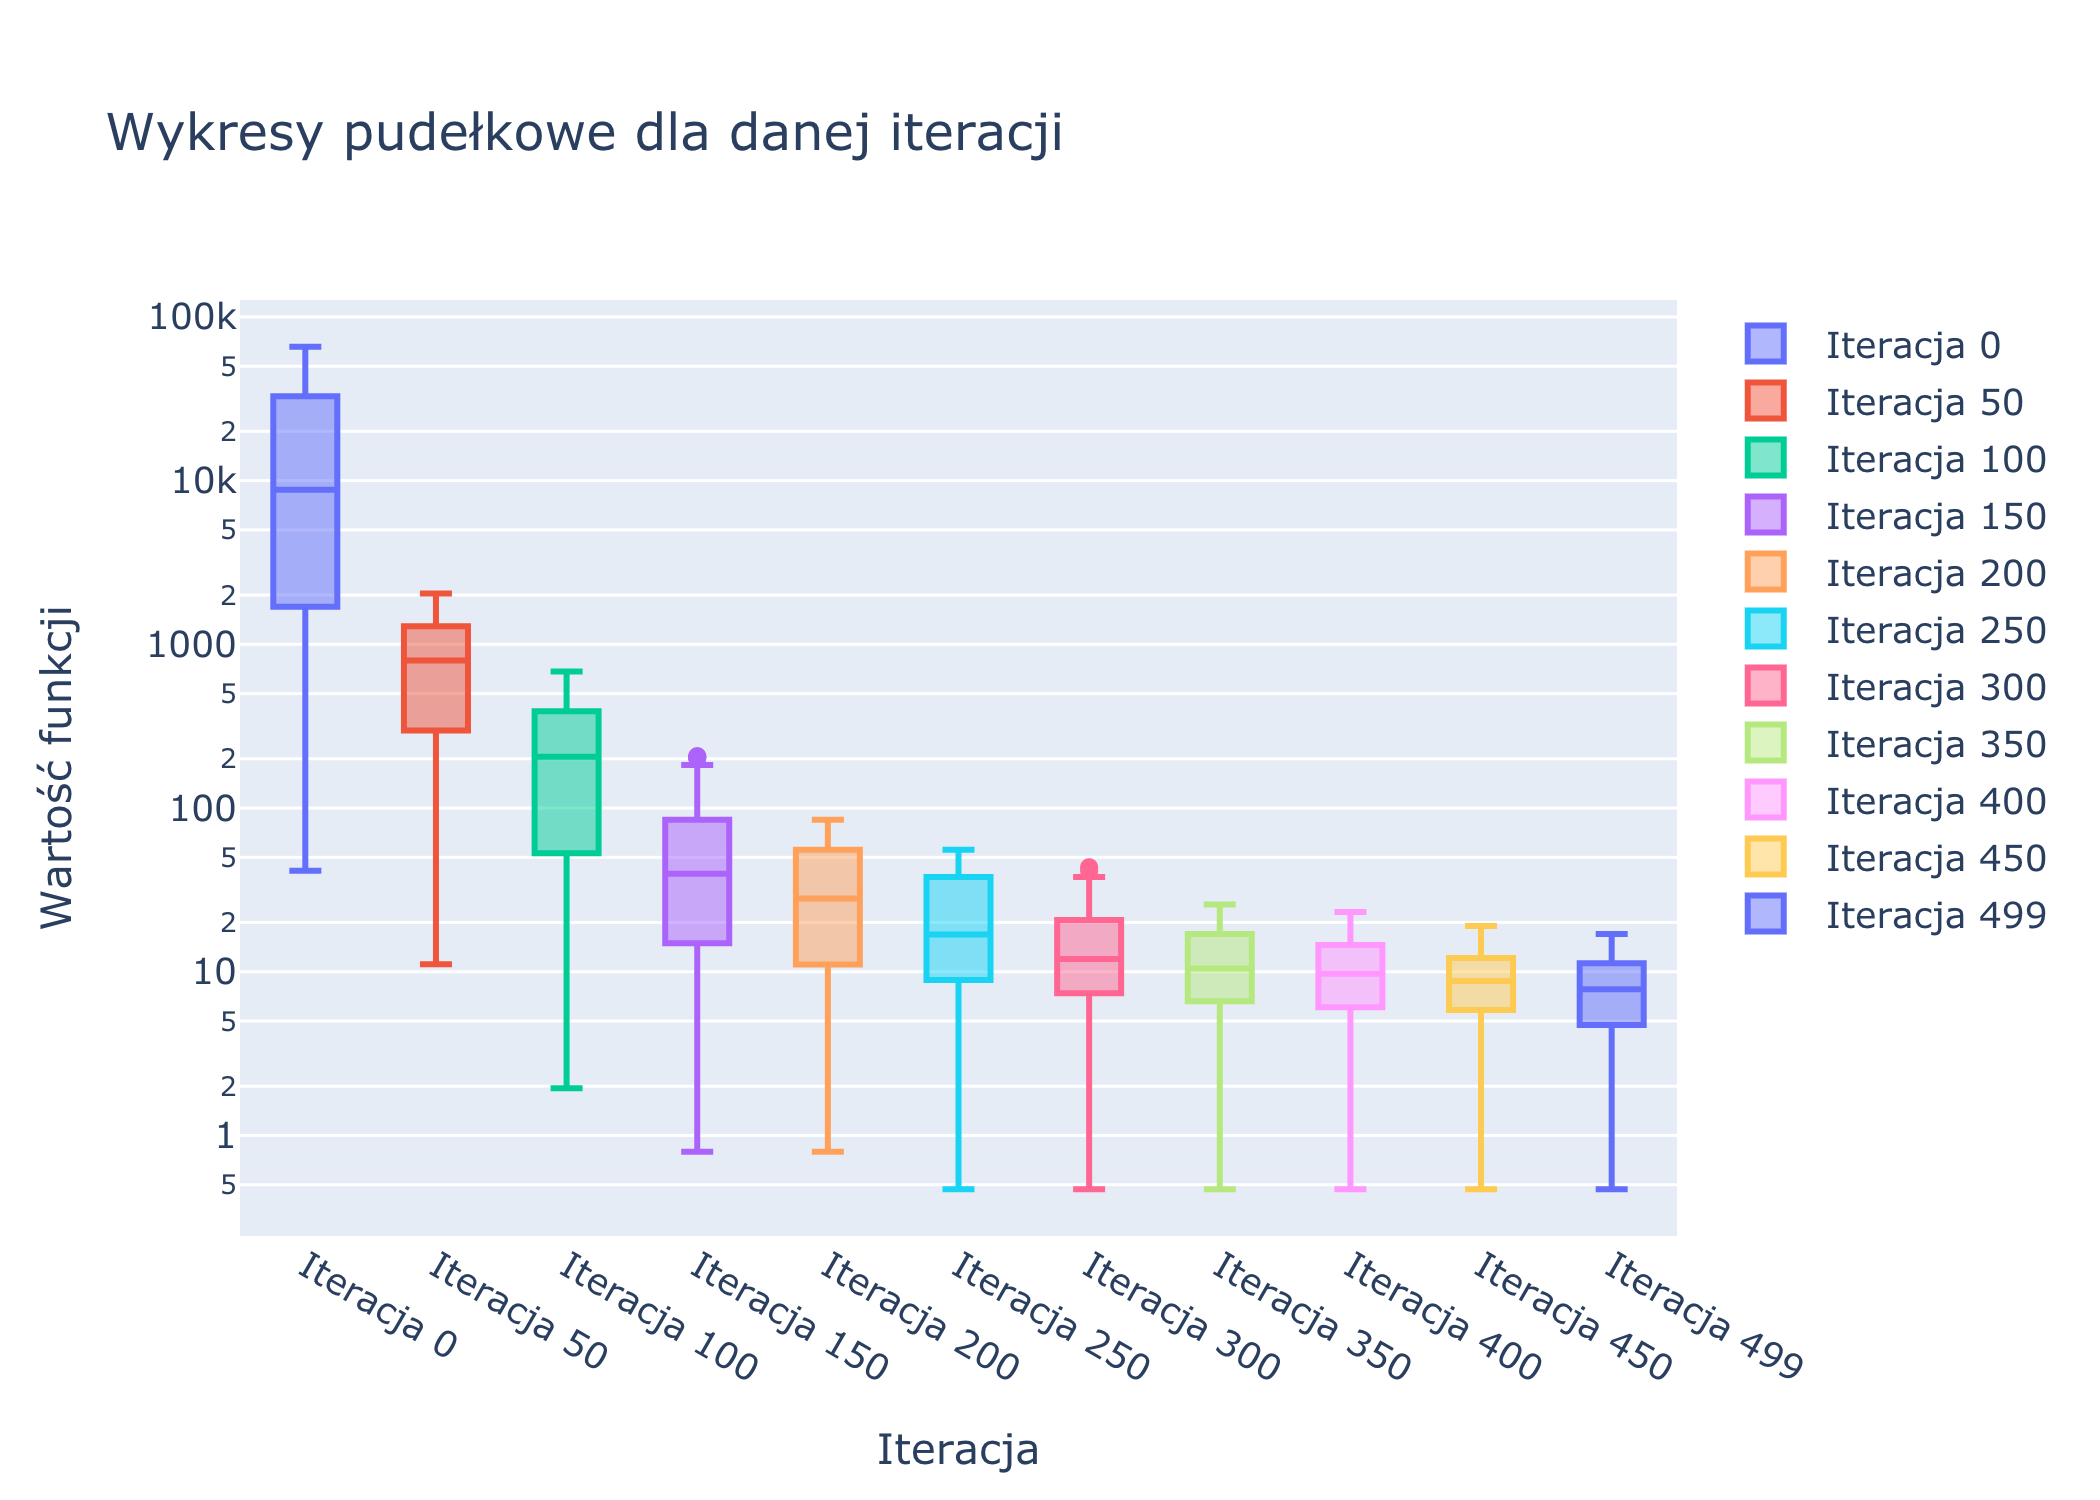 Wykresy pudełkowe dla danej iteracji
Wartość funkcji
100k
5
2
10k
5
2
1000
5
2
100
5
2
10
5
2
1
5
Iteracja 0
Iteracja 50
Iteracja 100
Iteracja 150
Iteracja 200
Iteracja 250
Iteracja 300
Iteracja 350
Iteracja 400
Iteracja 450
Iteracja 499
Iteracja
Iteracja 0
Iteracja 50
Iteracja 100
Iteracja 150
Iteracja 200
Iteracja 250
Iteracja 300
Iteracja 350
Iteracja 400
Iteracja 450
Iteracja 499